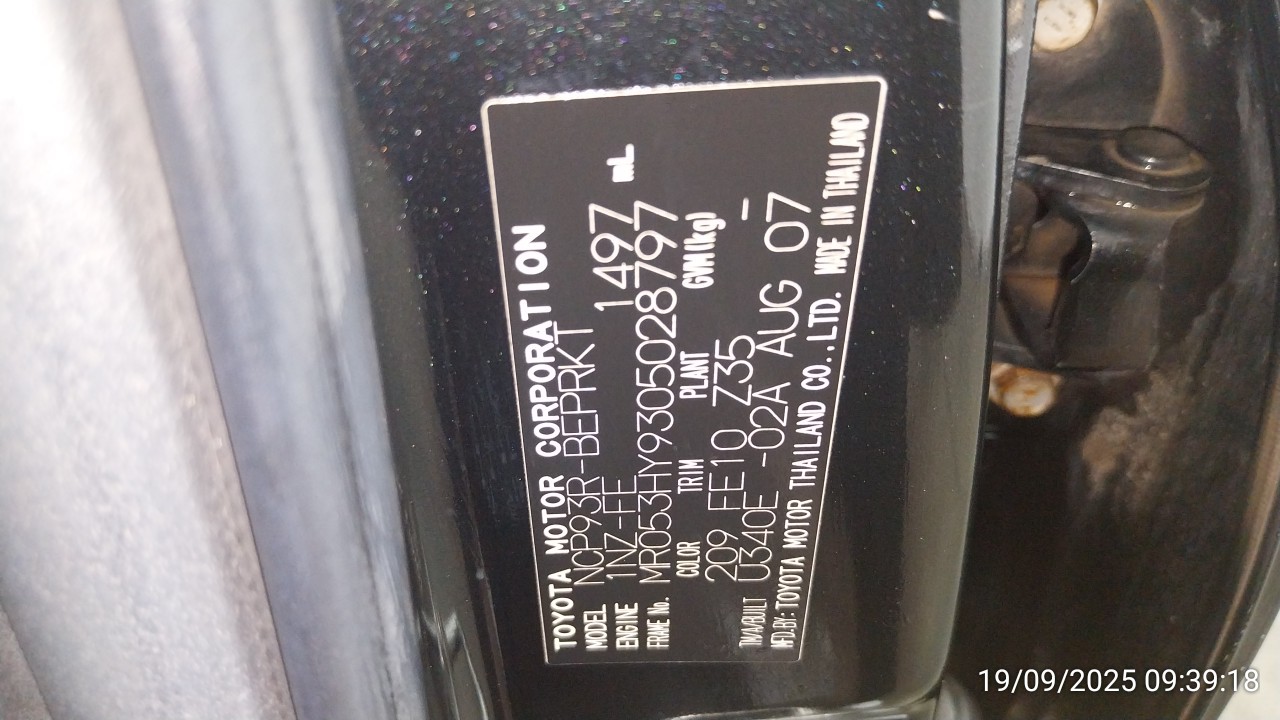 TOYOTA MOTOR CORPORATION
MODEL NCP93R-BEPRKT
ENGINE 1NZ-FE 1497 mL
FRAME No. MR053HY9305028797
COLOR TRIM PLANT GVM(kg)
209 FE10 Z35 —
TM/A/BUILT U340E -02A AUG 07
MFD.BY:TOYOTA MOTOR THAILAND CO.,LTD. MADE IN THAILAND
19/09/2025 09:39:18